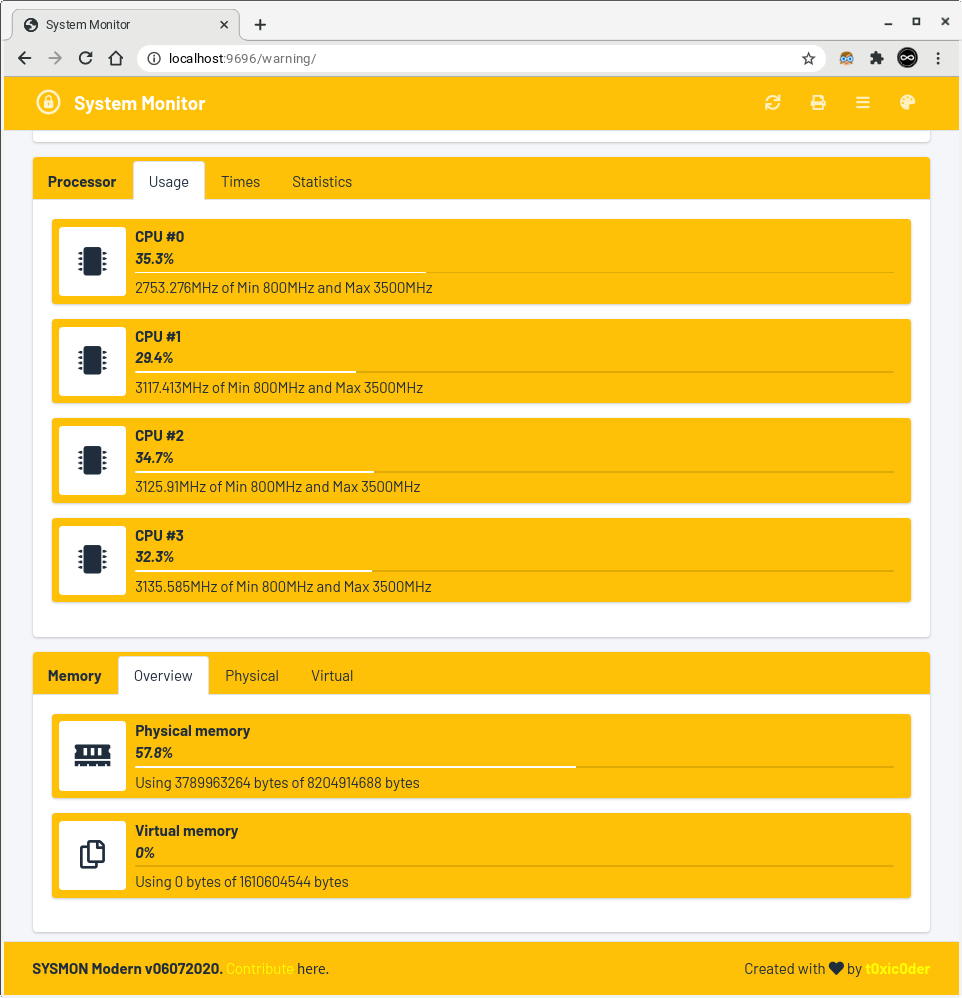 System Monitor
localhost:9696/warning/
System Monitor
Processor Usage Times Statistics
CPU #0
35.3%
2753.276MHz of Min 800MHz and Max 3500MHz
CPU #1
29.4%
3117.413MHz of Min 800MHz and Max 3500MHz
CPU #2
34.7%
3125.91MHz of Min 800MHz and Max 3500MHz
CPU #3
32.3%
3135.585MHz of Min 800MHz and Max 3500MHz
Memory Overview Physical Virtual
Physical memory
57.8%
Using 3789963264 bytes of 8204914688 bytes
Virtual memory
0%
Using 0 bytes of 1610604544 bytes
SYSMON Modern v06072020. Contribute here. Created with ♥ by t0xic0der